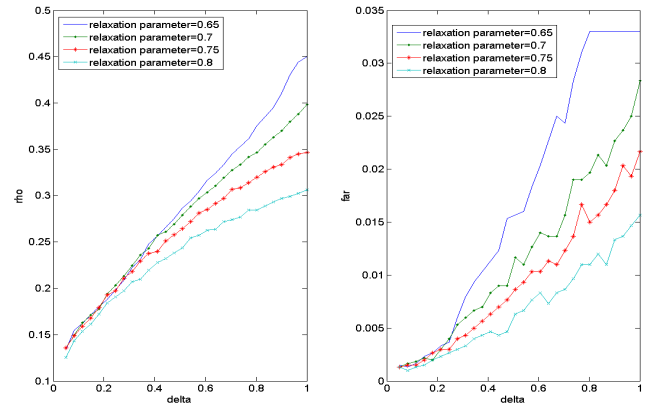 0.5
0.45
0.4
0.35
0.3
0.25
0.2
0.15
0.1
rho
relaxation parameter=0.65
relaxation parameter=0.7
relaxation parameter=0.75
relaxation parameter=0.8
0 0.2 0.4 0.6 0.8 1
delta
0.035
0.03
0.025
0.02
0.015
0.01
0.005
0
far
relaxation parameter=0.65
relaxation parameter=0.7
relaxation parameter=0.75
relaxation parameter=0.8
0 0.2 0.4 0.6 0.8 1
delta